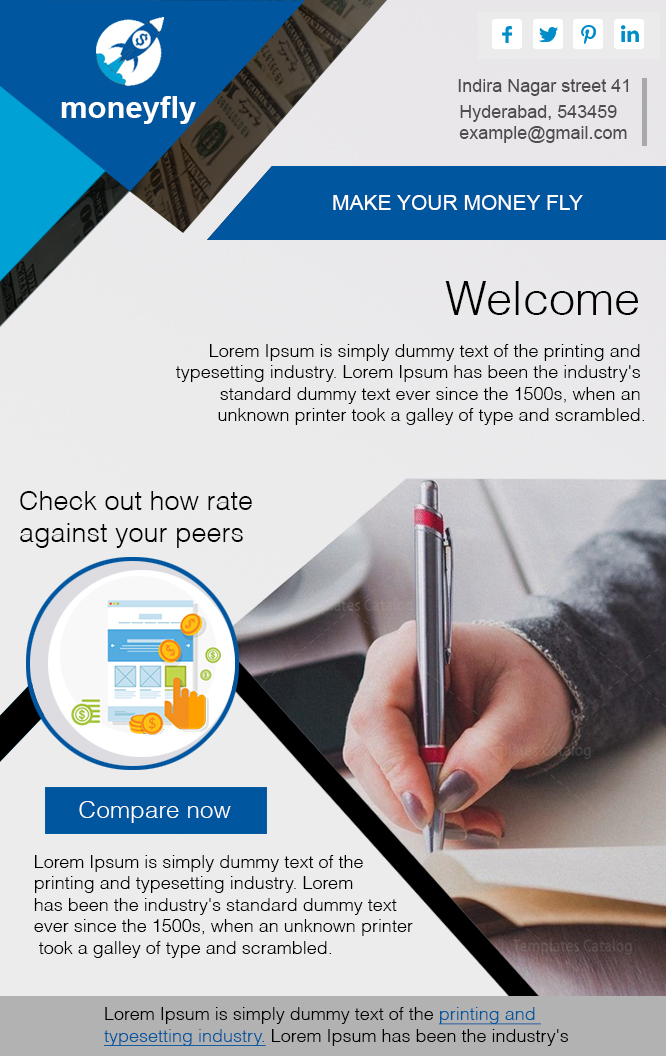 moneyfly
Indira Nagar street 41
Hyderabad, 543459
example@gmail.com
MAKE YOUR MONEY FLY
Welcome
Lorem Ipsum is simply dummy text of the printing and
typesetting industry. Lorem Ipsum has been the industry's
standard dummy text ever since the 1500s, when an
unknown printer took a galley of type and scrambled.
Check out how rate
against your peers
Compare now
Lorem Ipsum is simply dummy text of the
printing and typesetting industry. Lorem
has been the industry's standard dummy text
ever since the 1500s, when an unknown printer
took a galley of type and scrambled.
Templates Catalog
Lorem Ipsum is simply dummy text of the printing and
typesetting industry. Lorem Ipsum has been the industry's